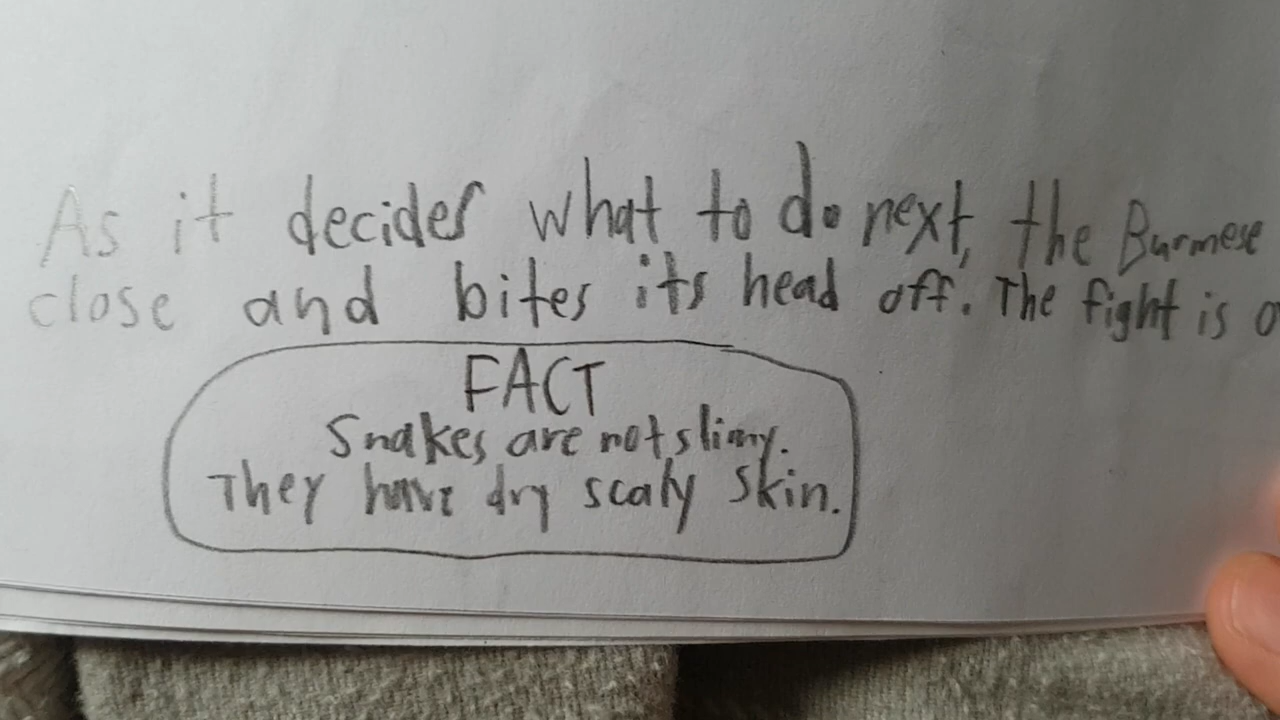 As it decides what to do next, the Burmese
close and bites its head off. The fight is
FACT
Snakes are not slimy.
They have dry scaly skin.